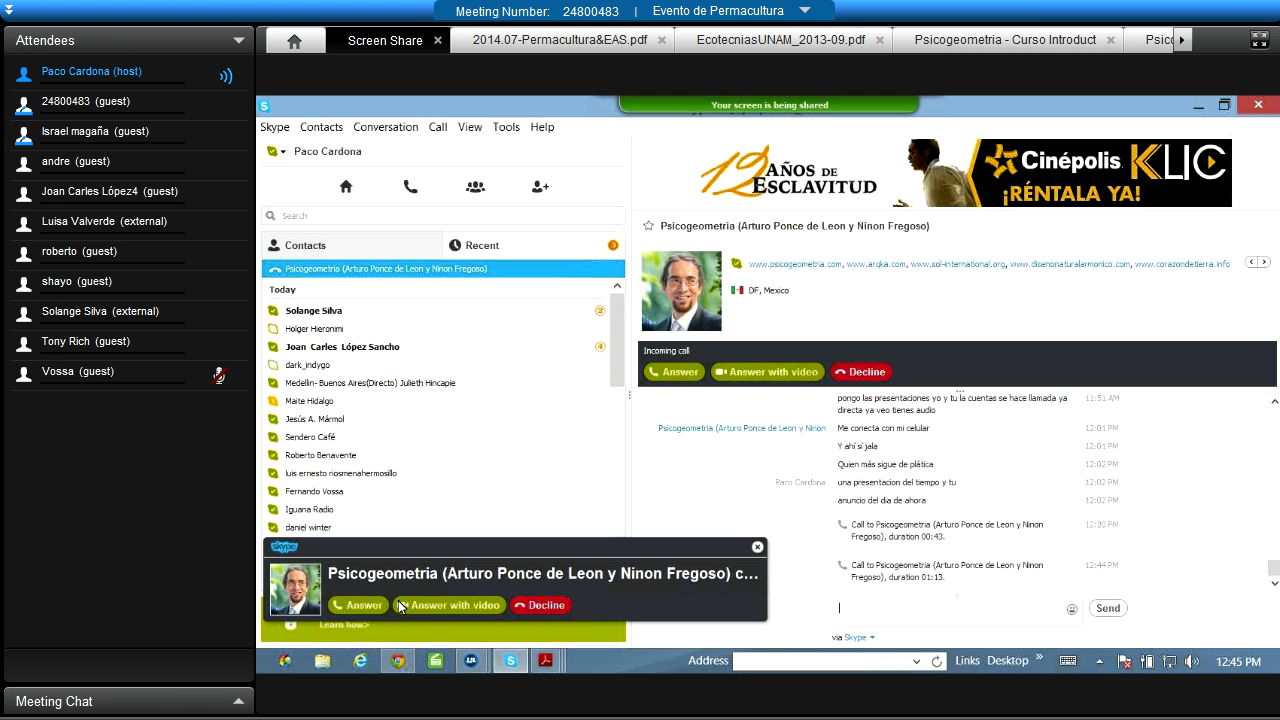 Meeting Number: 24800483 | Evento de Permacultura
Attendees
Paco Cardona (host)
24800483 (guest)
Israel magaña (guest)
andre (guest)
Joan Carles López4 (guest)
Luisa Valverde (external)
roberto (guest)
shayo (guest)
Solange Silva (external)
Tony Rich (guest)
Vossa (guest)
Meeting Chat
Screen Share
2014.07-Permacultura&EAS.pdf
EcotecniasUNAM_2013-09.pdf
Psicogeometria - Curso Introduct
Psico
Your screen is being shared
Skype Contacts Conversation Call View Tools Help
Paco Cardona
Search
Contacts
Recent
3
Psicogeometria (Arturo Ponce de Leon y Ninon Fregoso)
Today
Solange Silva 2
Holger Hieronimi
Joan Carles López Sancho 4
dark_indygo
Medellin- Buenos Aires(Directo) Julieth Hincapie
Maite Hidalgo
Jesús A. Mármol
Sendero Café
Roberto Benavente
luis ernesto riosmenahermosillo
Fernando Vossa
Iguana Radio
daniel winter
12 AÑOS DE
ESCLAVITUD
Cinépolis KLIC
¡RÉNTALA YA!
Psicogeometria (Arturo Ponce de Leon y Ninon Fregoso)
www.psicogeometria.com, www.arqka.com, www.sol-international.org, www.disenonaturalarmonico.com, www.corazondetierra.info
DF, Mexico
Incoming call
Answer
Answer with video
Decline
pongo las presentaciones yo y tu la cuentas se hace llamada ya 11:51 AM
directa ya veo tienes audio
Psicogeometria (Arturo Ponce de Leon y Ninon Me conecta con mi celular 12:01 PM
Y ahí sí jala 12:01 PM
Quien más sigue de plática 12:02 PM
Paco Cardona una presentacion del tiempo y tu 12:02 PM
anuncio del dia de ahora 12:02 PM
Call to Psicogeometria (Arturo Ponce de Leon y Ninon 12:20 PM
Fregoso), duration 00:43.
Call to Psicogeometria (Arturo Ponce de Leon y Ninon 12:44 PM
Fregoso), duration 01:13.
Send
via Skype
skype
Psicogeometria (Arturo Ponce de Leon y Ninon Fregoso) c...
Answer
Answer with video
Decline
Learn how>
Address
Links Desktop »
12:45 PM